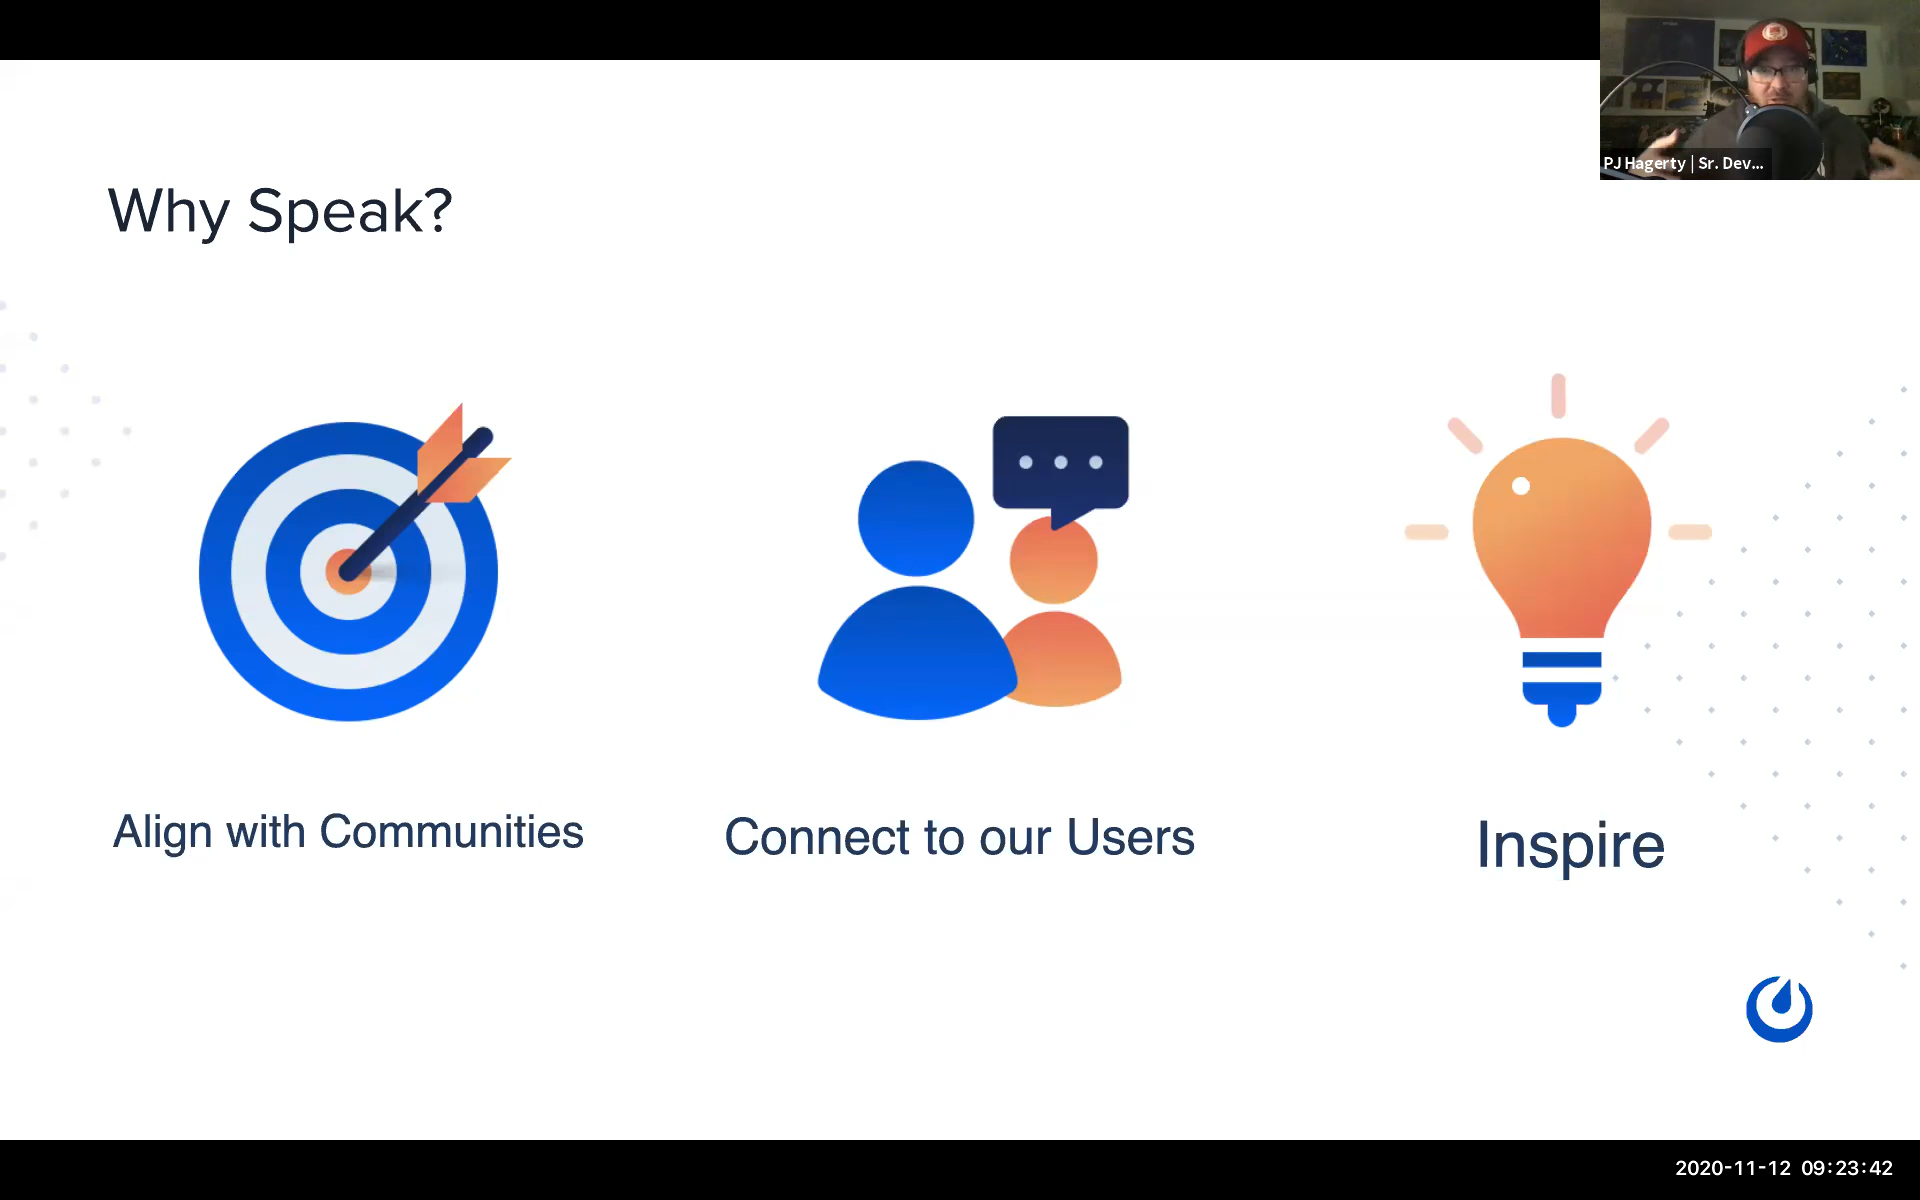 PJ Hagerty | Sr. Dev...
Why Speak?
Align with Communities
Connect to our Users
Inspire
2020-11-12 09:23:42